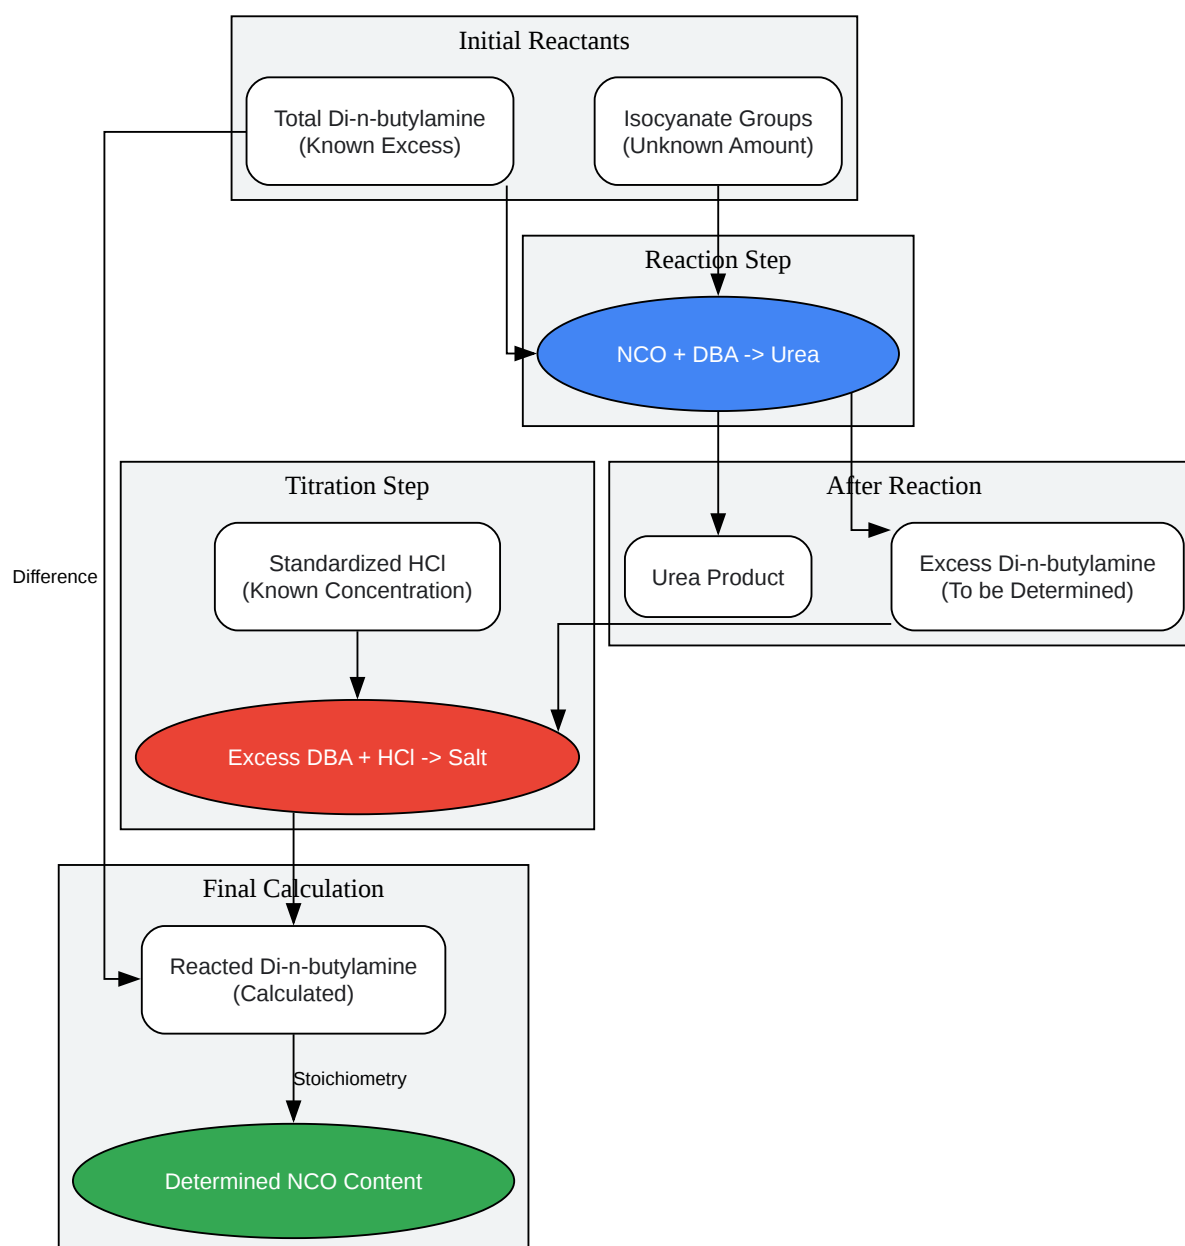 Initial Reactants
Total Di-n-butylamine
(Known Excess)
Isocyanate Groups
(Unknown Amount)
Reaction Step
NCO + DBA -> Urea
Titration Step
After Reaction
Standardized HCl
(Known Concentration)
Urea Product
Excess Di-n-butylamine
(To be Determined)
Difference
Excess DBA + HCl -> Salt
Final Calculation
Reacted Di-n-butylamine
(Calculated)
Stoichiometry
Determined NCO Content